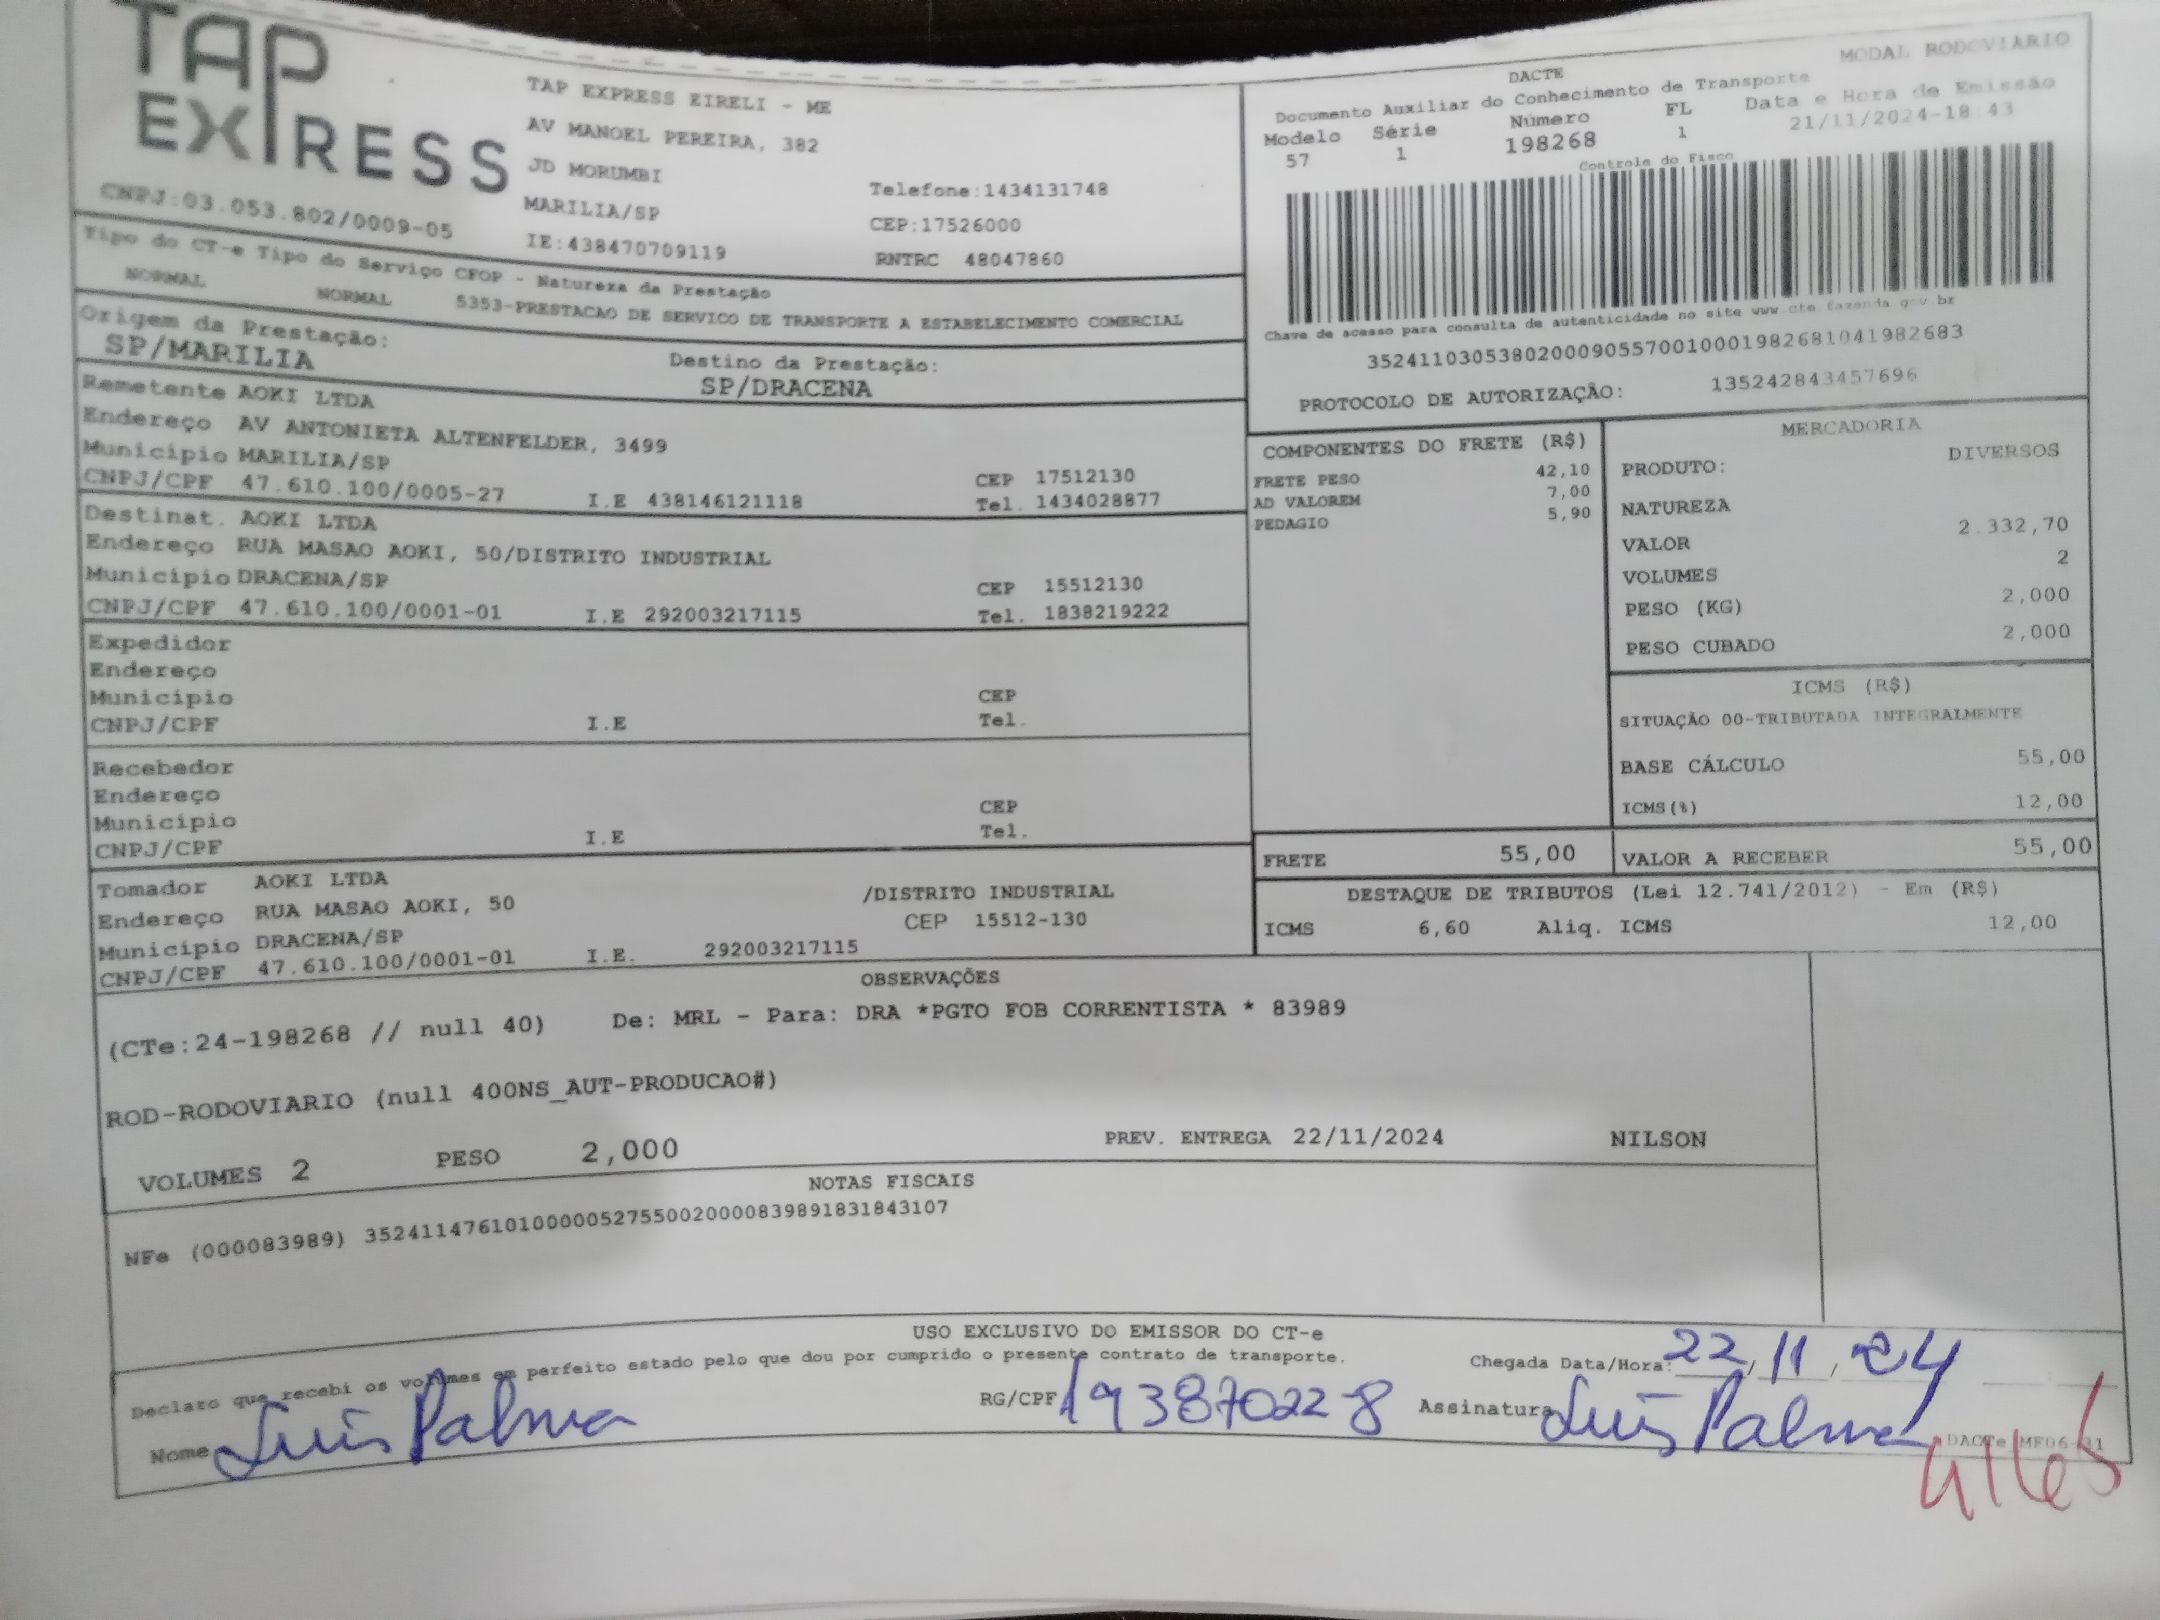 TAP
EXPRESS
CNPJ:03.053.802/0009-05
TAP EXPRESS EIRELI - ME
AV MANOEL PEREIRA, 382
JD MORUMBI
MARILIA/SP
IE:438470709119
Telefone:1434131748
CEP:17526000
RNTRC 48047860
MODAL RODOVIARIO
DACTE
Documento Auxiliar do Conhecimento de Transporte
Modelo Série Número FL Data e Hora de Emissão
57 1 198268 1 21/11/2024-18:43
Controle do Fisco
Chave de acesso para consulta de autenticidade no site www.cte.fazenda.gov.br
35241103053802000905570010001982681041982683
PROTOCOLO DE AUTORIZAÇÃO: 135242843457696
Tipo do CT-e Tipo do Serviço CFOP - Natureza da Prestação
NORMAL NORMAL 5353-PRESTACAO DE SERVICO DE TRANSPORTE A ESTABELECIMENTO COMERCIAL
Origem da Prestação: Destino da Prestação:
SP/MARILIA SP/DRACENA
Remetente AOKI LTDA
Endereço AV ANTONIETA ALTENFELDER, 3499
Município MARILIA/SP CEP 17512130
CNPJ/CPF 47.610.100/0005-27 I.E 438146121118 Tel. 1434028877
Destinat. AOKI LTDA
Endereço RUA MASAO AOKI, 50/DISTRITO INDUSTRIAL
Município DRACENA/SP CEP 15512130
CNPJ/CPF 47.610.100/0001-01 I.E 292003217115 Tel. 1838219222
Expedidor
Endereço
Município CEP
CNPJ/CPF I.E Tel.
Recebedor
Endereço
Município CEP
CNPJ/CPF I.E Tel.
Tomador AOKI LTDA
Endereço RUA MASAO AOKI, 50 /DISTRITO INDUSTRIAL
Município DRACENA/SP CEP 15512-130
CNPJ/CPF 47.610.100/0001-01 I.E. 292003217115
COMPONENTES DO FRETE (R$)
FRETE PESO 42,10
AD VALOREM 7,00
PEDAGIO 5,90
MERCADORIA
PRODUTO: DIVERSOS
NATUREZA
VALOR 2.332,70
VOLUMES 2
PESO (KG) 2,000
PESO CUBADO 2,000
ICMS (R$)
SITUAÇÃO 00-TRIBUTADA INTEGRALMENTE
BASE CÁLCULO 55,00
ICMS(%) 12,00
FRETE 55,00 VALOR A RECEBER 55,00
DESTAQUE DE TRIBUTOS (Lei 12.741/2012) - Em (R$)
ICMS 6,60 Aliq. ICMS 12,00
OBSERVAÇÕES
(CTe:24-198268 // null 40) De: MRL - Para: DRA *PGTO FOB CORRENTISTA * 83989
ROD-RODOVIARIO (null 400NS_AUT-PRODUCAO#)
VOLUMES 2 PESO 2,000 PREV. ENTREGA 22/11/2024 NILSON
NOTAS FISCAIS
NFe (000083989) 35241147610100000527550020000839891831843107
USO EXCLUSIVO DO EMISSOR DO CT-e
Declaro que recebi os volumes em perfeito estado pelo que dou por cumprido o presente contrato de transporte.
Chegada Data/Hora: 22/11/24
Nome Luis Palma RG/CPF 193870228 Assinatura Luis Palma